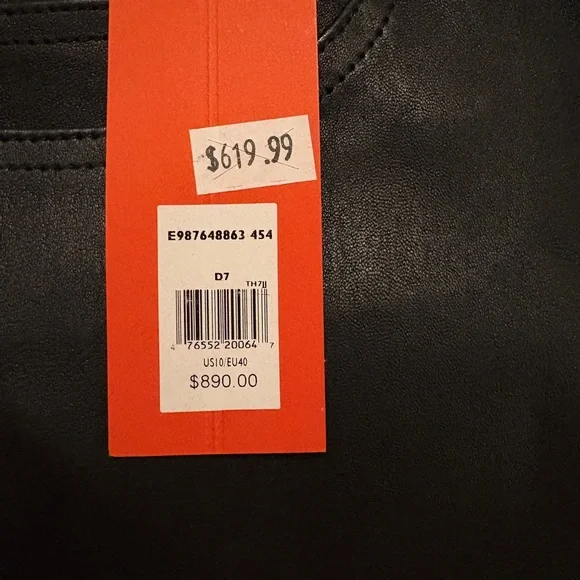 $619.99
E987648863 454
D7
TH7JJ
4 76552 20064 7
US10/EU40
$890.00